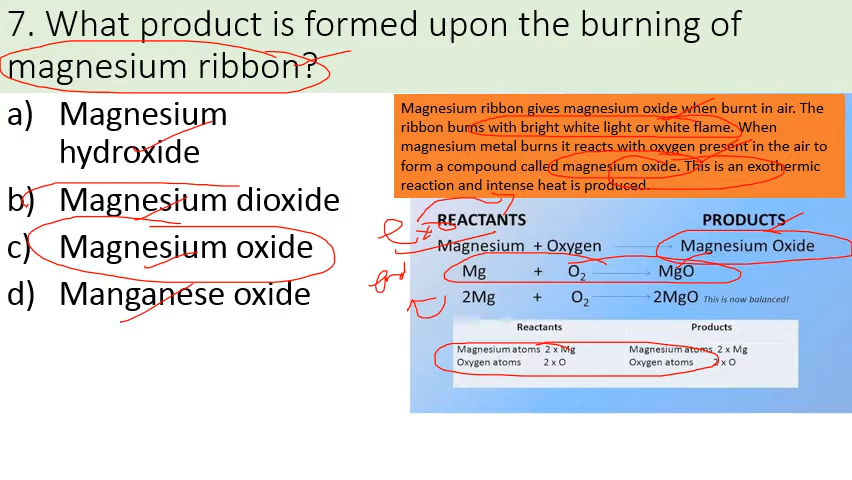 7. What product is formed upon the burning of
magnesium ribbon?
a) Magnesium
hydroxide
b) Magnesium dioxide
c) Magnesium oxide
d) Manganese oxide
Magnesium ribbon gives magnesium oxide when burnt in air. The
ribbon burns with bright white light or white flame. When
magnesium metal burns it reacts with oxygen present in the air to
form a compound called magnesium oxide. This is an exothermic
reaction and intense heat is produced.
REACTANTS PRODUCTS
Magnesium + Oxygen Magnesium Oxide
Mg + O₂ MgO
2Mg + O₂ 2MgO This is now balanced!
Reactants Products
Magnesium atoms 2 x Mg Magnesium atoms 2 x Mg
Oxygen atoms 2 x O Oxygen atoms 2 x O